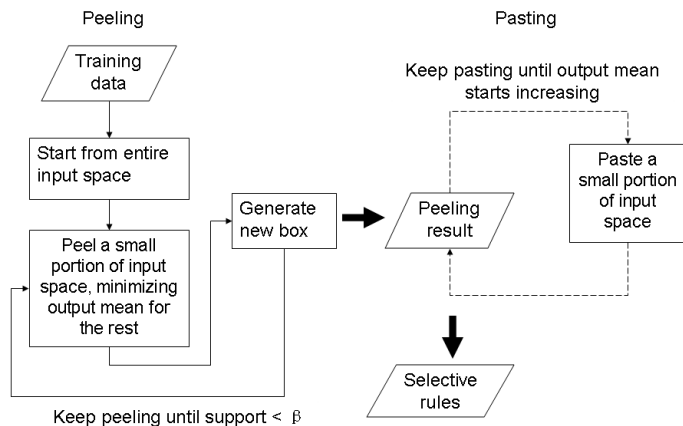 Peeling
Training
data
Start from entire
input space
Peel a small
portion of input
space, minimizing
output mean for
the rest
Generate
new box
Keep peeling until support < β
Pasting
Keep pasting until output mean
starts increasing
Peeling
result
Paste a
small portion
of input
space
Selective
rules